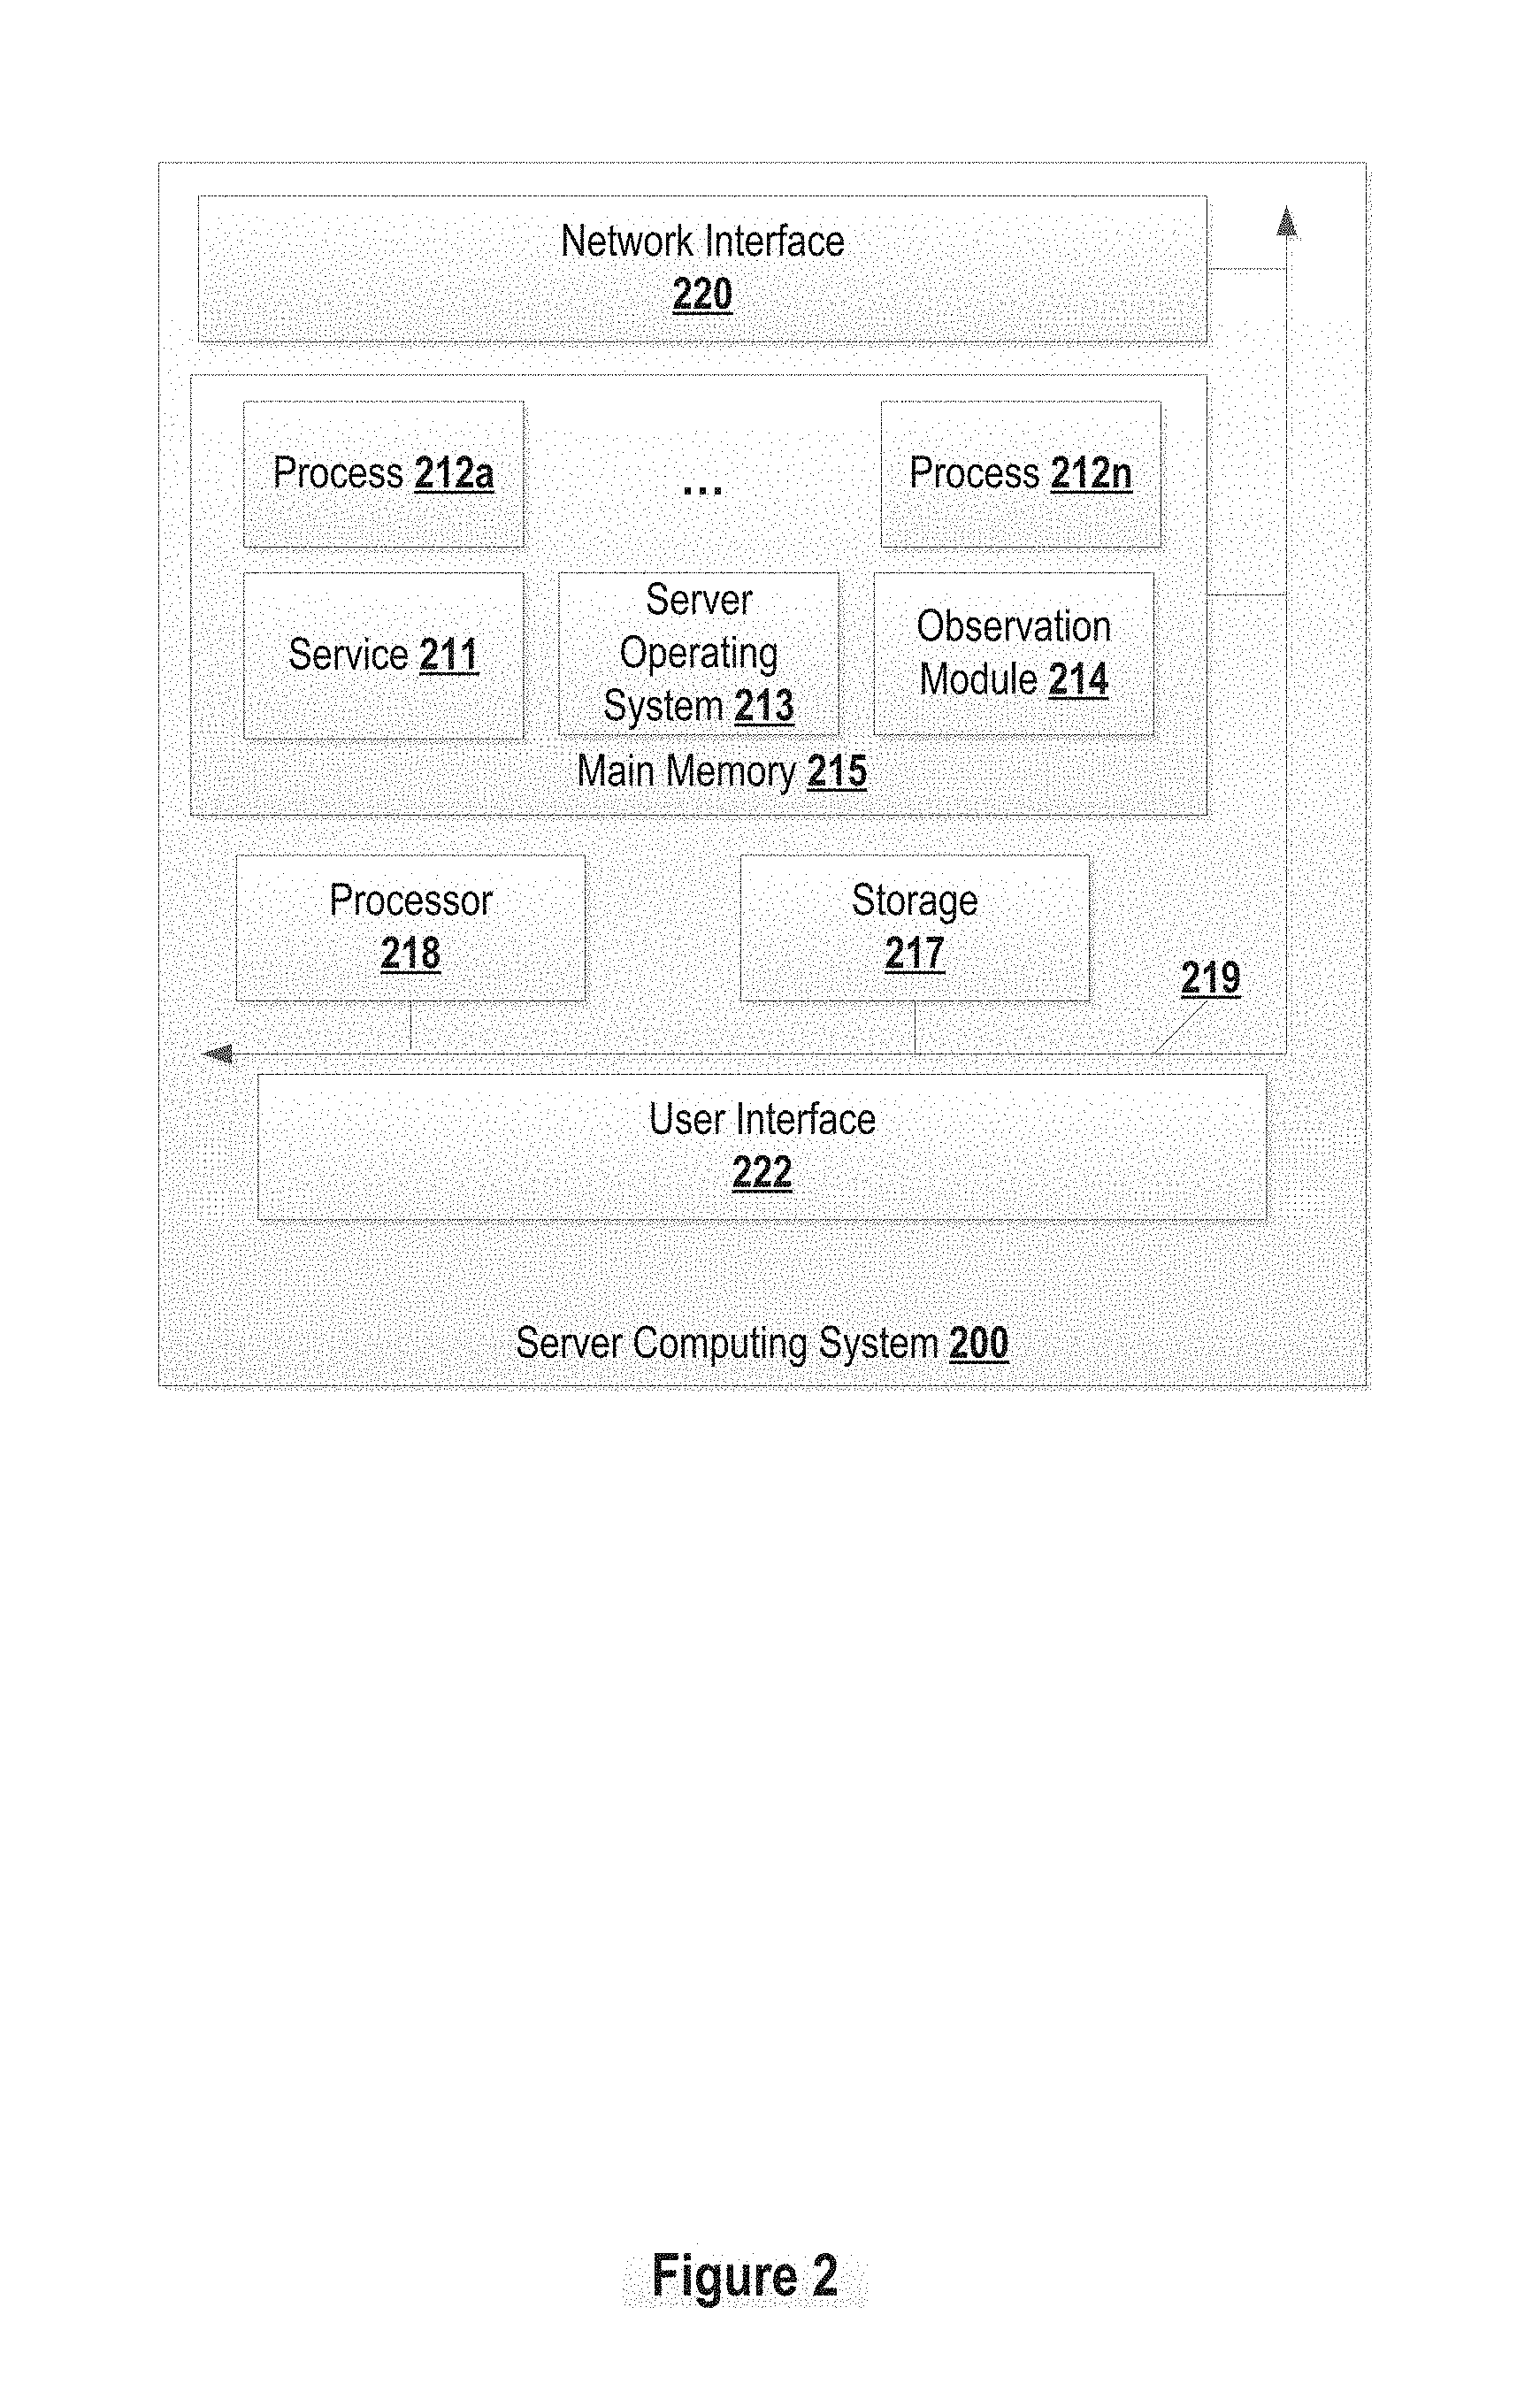 Network Interface
220
Process 212a
...
Process 212n
Service 211
Server
Operating
System 213
Observation
Module 214
Main Memory 215
Processor
218
Storage
217
219
User Interface
222
Server Computing System 200
Figure 2